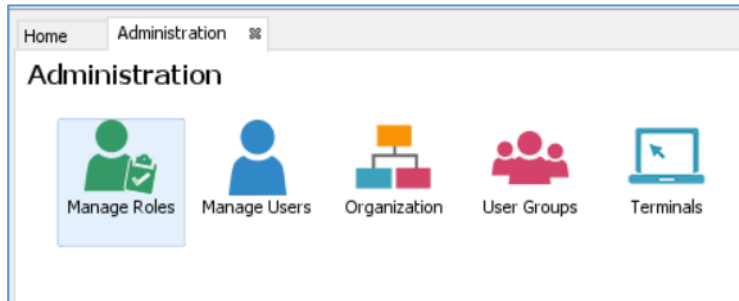 Home Administration
Administration
Manage Roles Manage Users Organization User Groups Terminals